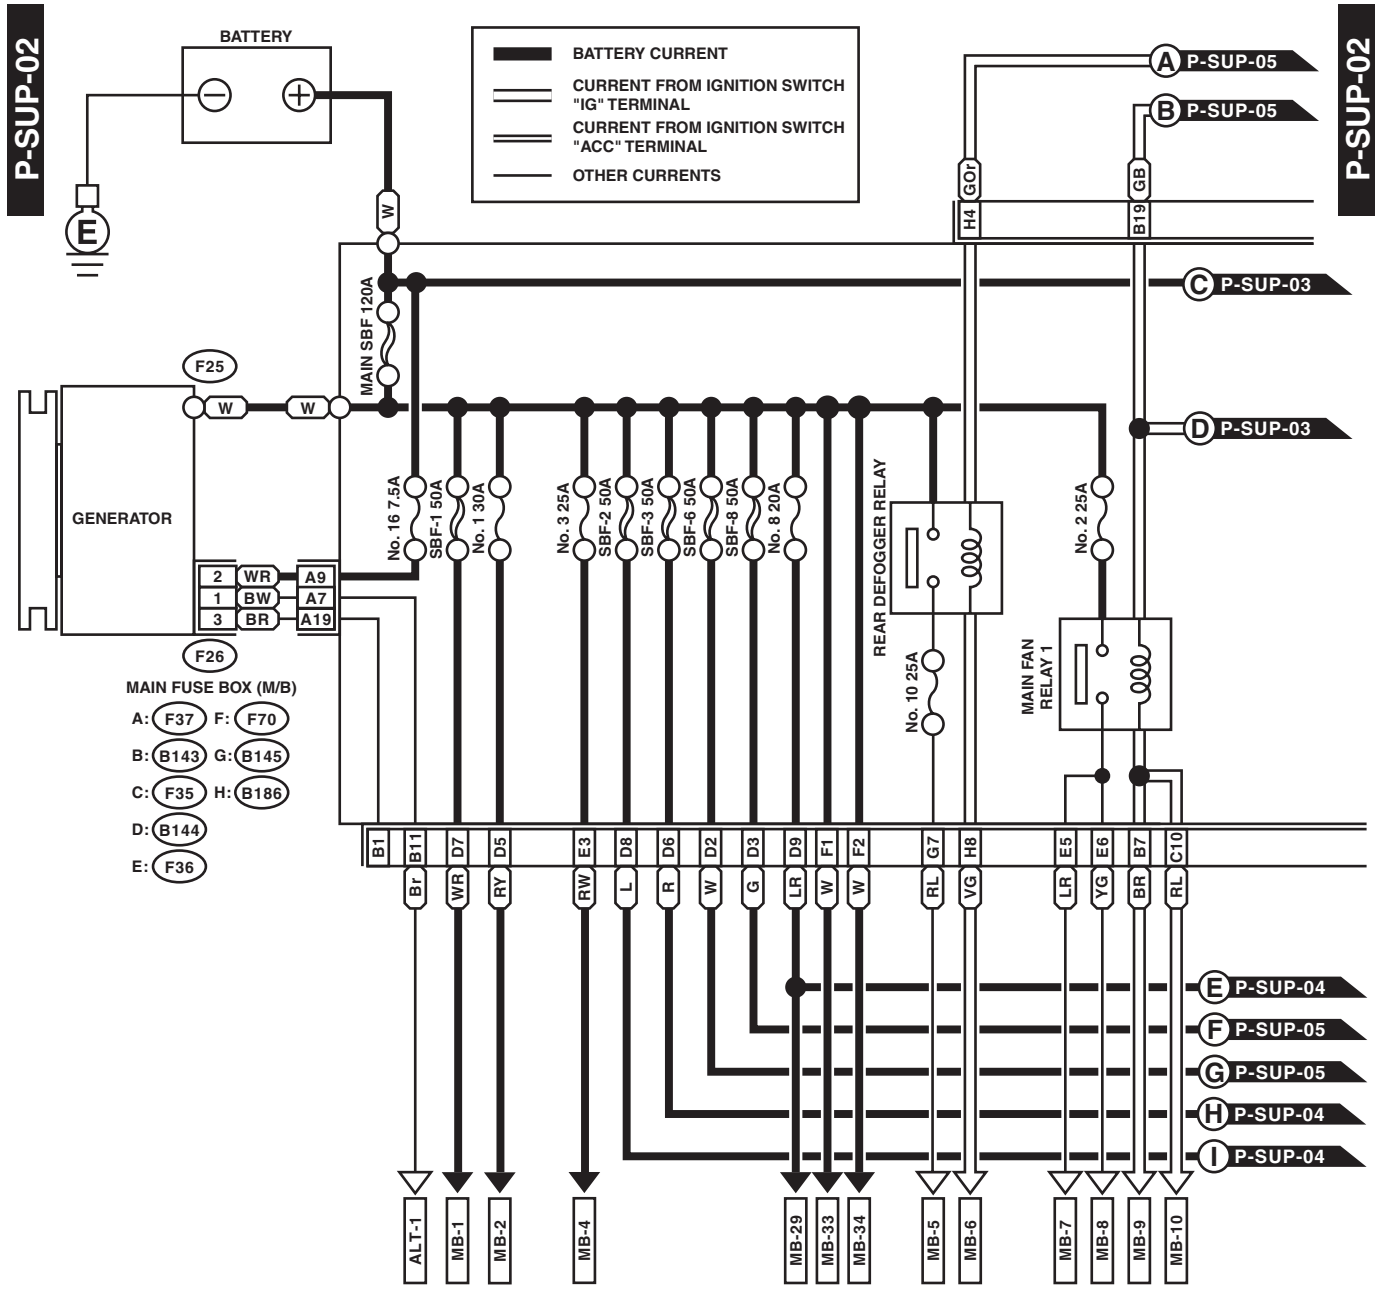 P-SUP-02
P-SUP-02
BATTERY
BATTERY CURRENT
CURRENT FROM IGNITION SWITCH
"IG" TERMINAL
CURRENT FROM IGNITION SWITCH
"ACC" TERMINAL
OTHER CURRENTS
A P-SUP-05
B P-SUP-05
E
W
GOr
GB
H4
B19
C P-SUP-03
MAIN SBF 120A
F25
W
W
D P-SUP-03
GENERATOR
No. 16 7.5A
SBF-1 50A
No. 1 30A
No. 3 25A
SBF-2 50A
SBF-3 50A
SBF-6 50A
SBF-8 50A
No. 8 20A
REAR DEFOGGER RELAY
No. 2 25A
2 WR A9
1 BW A7
3 BR A19
F26
No. 10 25A
MAIN FAN
RELAY 1
MAIN FUSE BOX (M/B)
A: F37 F: F70
B: B143 G: B145
C: F35 H: B186
D: B144
E: F36
B1 B11 D7 D5 E3 D8 D6 D2 D3 D9 F1 F2 G7 H8 E5 E6 B7 C10
Br WR RY RW L R W G LR W W RL VG LR YG BR RL
E P-SUP-04
F P-SUP-05
G P-SUP-05
H P-SUP-04
I P-SUP-04
ALT-1 MB-1 MB-2 MB-4 MB-29 MB-33 MB-34 MB-5 MB-6 MB-7 MB-8 MB-9 MB-10